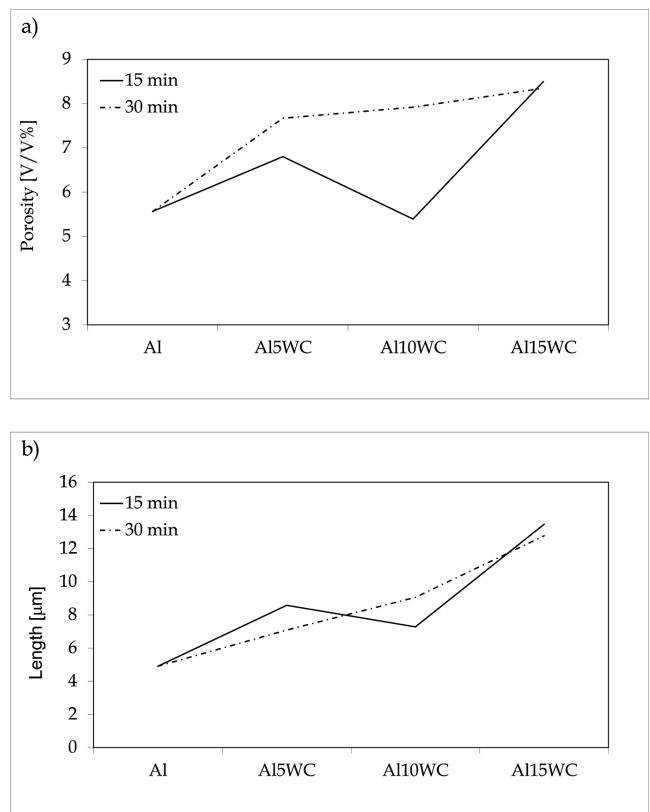 a)
9
8
7
6
5
4
3
Porosity [V/V%]
15 min
30 min
Al
Al5WC
Al10WC
Al15WC
b)
16
14
12
10
8
6
4
2
0
Length [µm]
15 min
30 min
Al
Al5WC
Al10WC
Al15WC